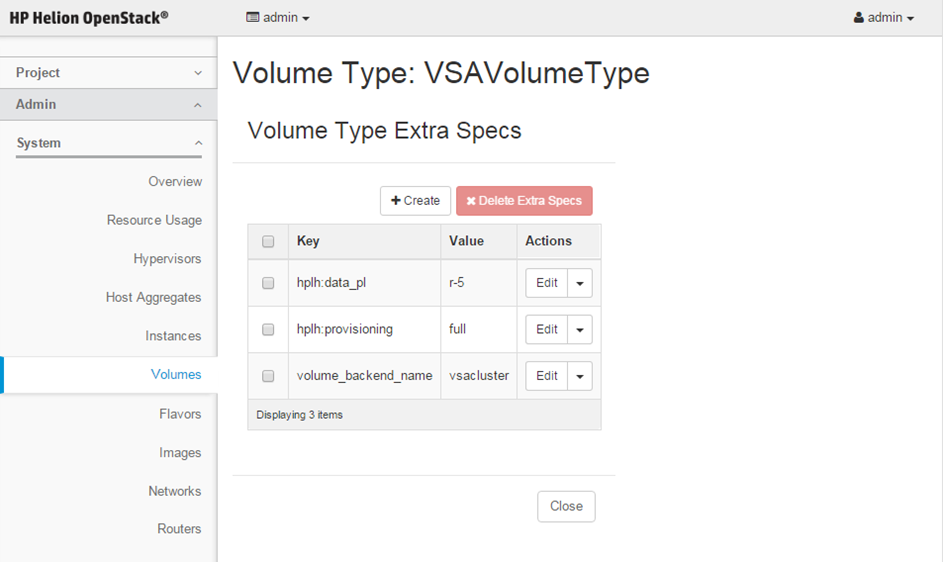 HP Helion OpenStack®
admin
admin
Project
Admin
System
Overview
Resource Usage
Hypervisors
Host Aggregates
Instances
Volumes
Flavors
Images
Networks
Routers
Volume Type: VSAVolumeType
Volume Type Extra Specs
Create
Delete Extra Specs
Key Value Actions
hplh:data_pl r-5 Edit
hplh:provisioning full Edit
volume_backend_name vsacluster Edit
Displaying 3 items
Close